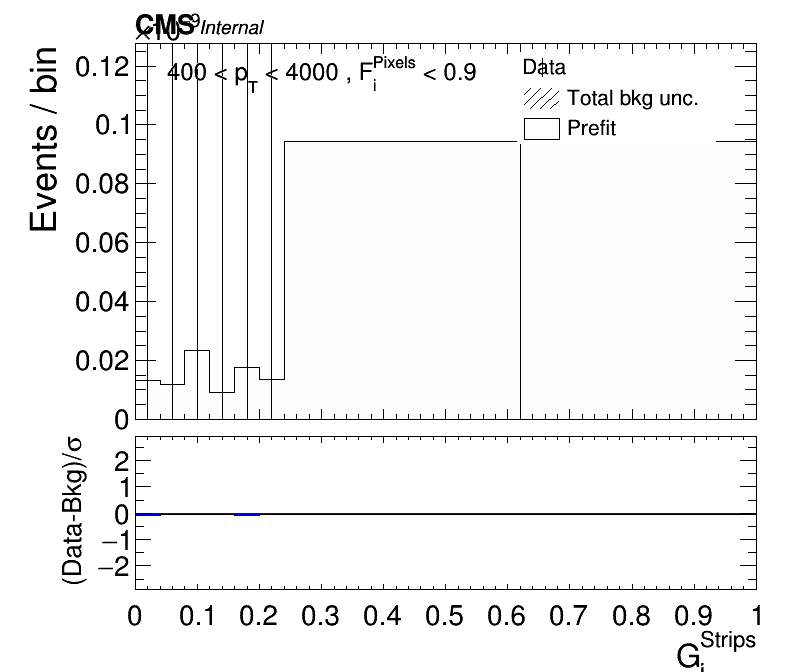 CMS Internal
×10⁻⁹
400 < p_T < 4000 , F_i^Pixels < 0.9
Data
Total bkg unc.
Prefit
Events / bin
0.12
0.1
0.08
0.06
0.04
0.02
0
(Data-Bkg)/σ
2
1
0
−1
−2
0 0.1 0.2 0.3 0.4 0.5 0.6 0.7 0.8 0.9 1
G_i^Strips